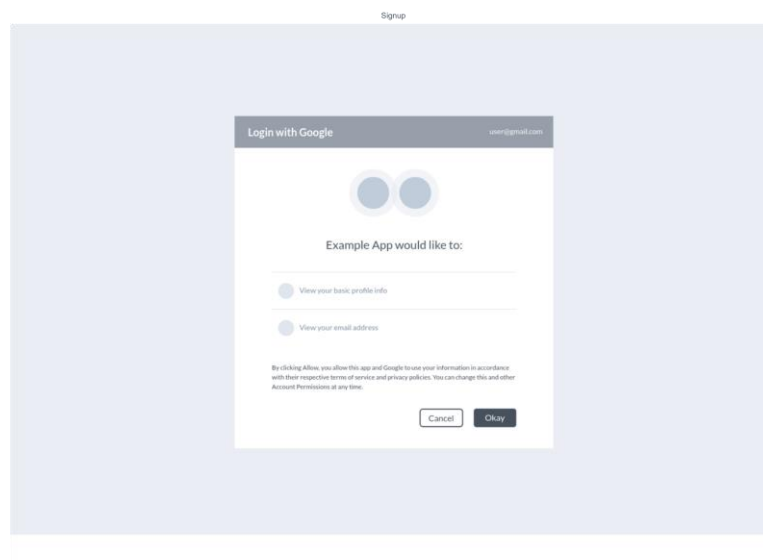 Signup
Login with Google
user@gmail.com
Example App would like to:
View your basic profile info
View your email address
By clicking Allow, you allow this app and Google to use your information in accordance
with their respective terms of service and privacy policies. You can change this and other
Account Permissions at any time.
Cancel
Okay